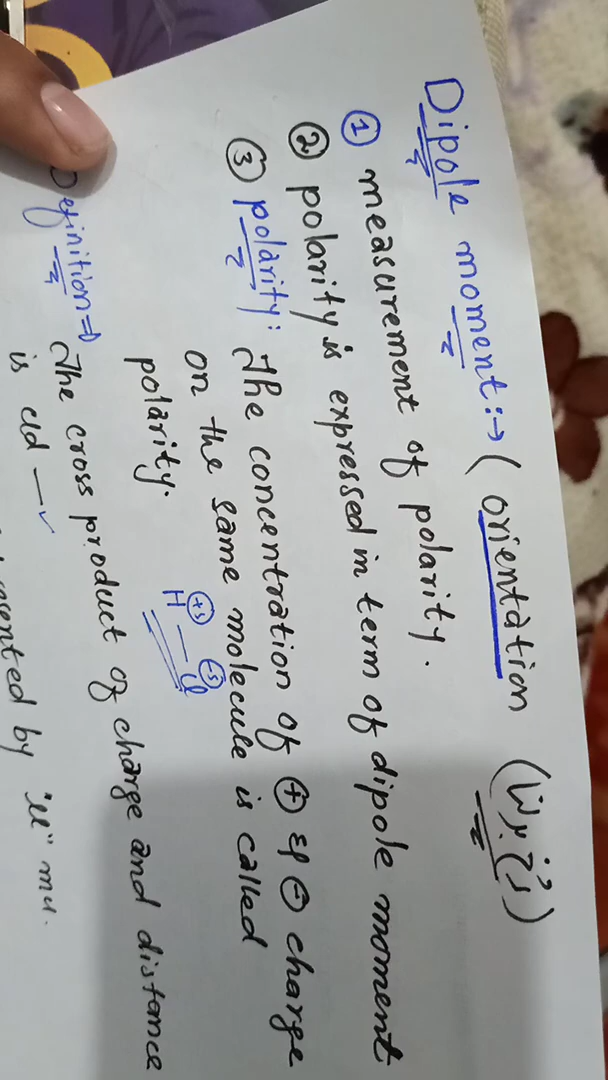 Dipole moment:→ (orientation
① measurement of polarity.
② polarity is expressed in term of dipole moment
③ polarity: The concentration of ⊕ & ⊖ charge
on the same molecule is called
polarity.
H — Cl
+δ -δ
Definition⇒ The cross product of charge and distance
is cld —
by "μ" mu.